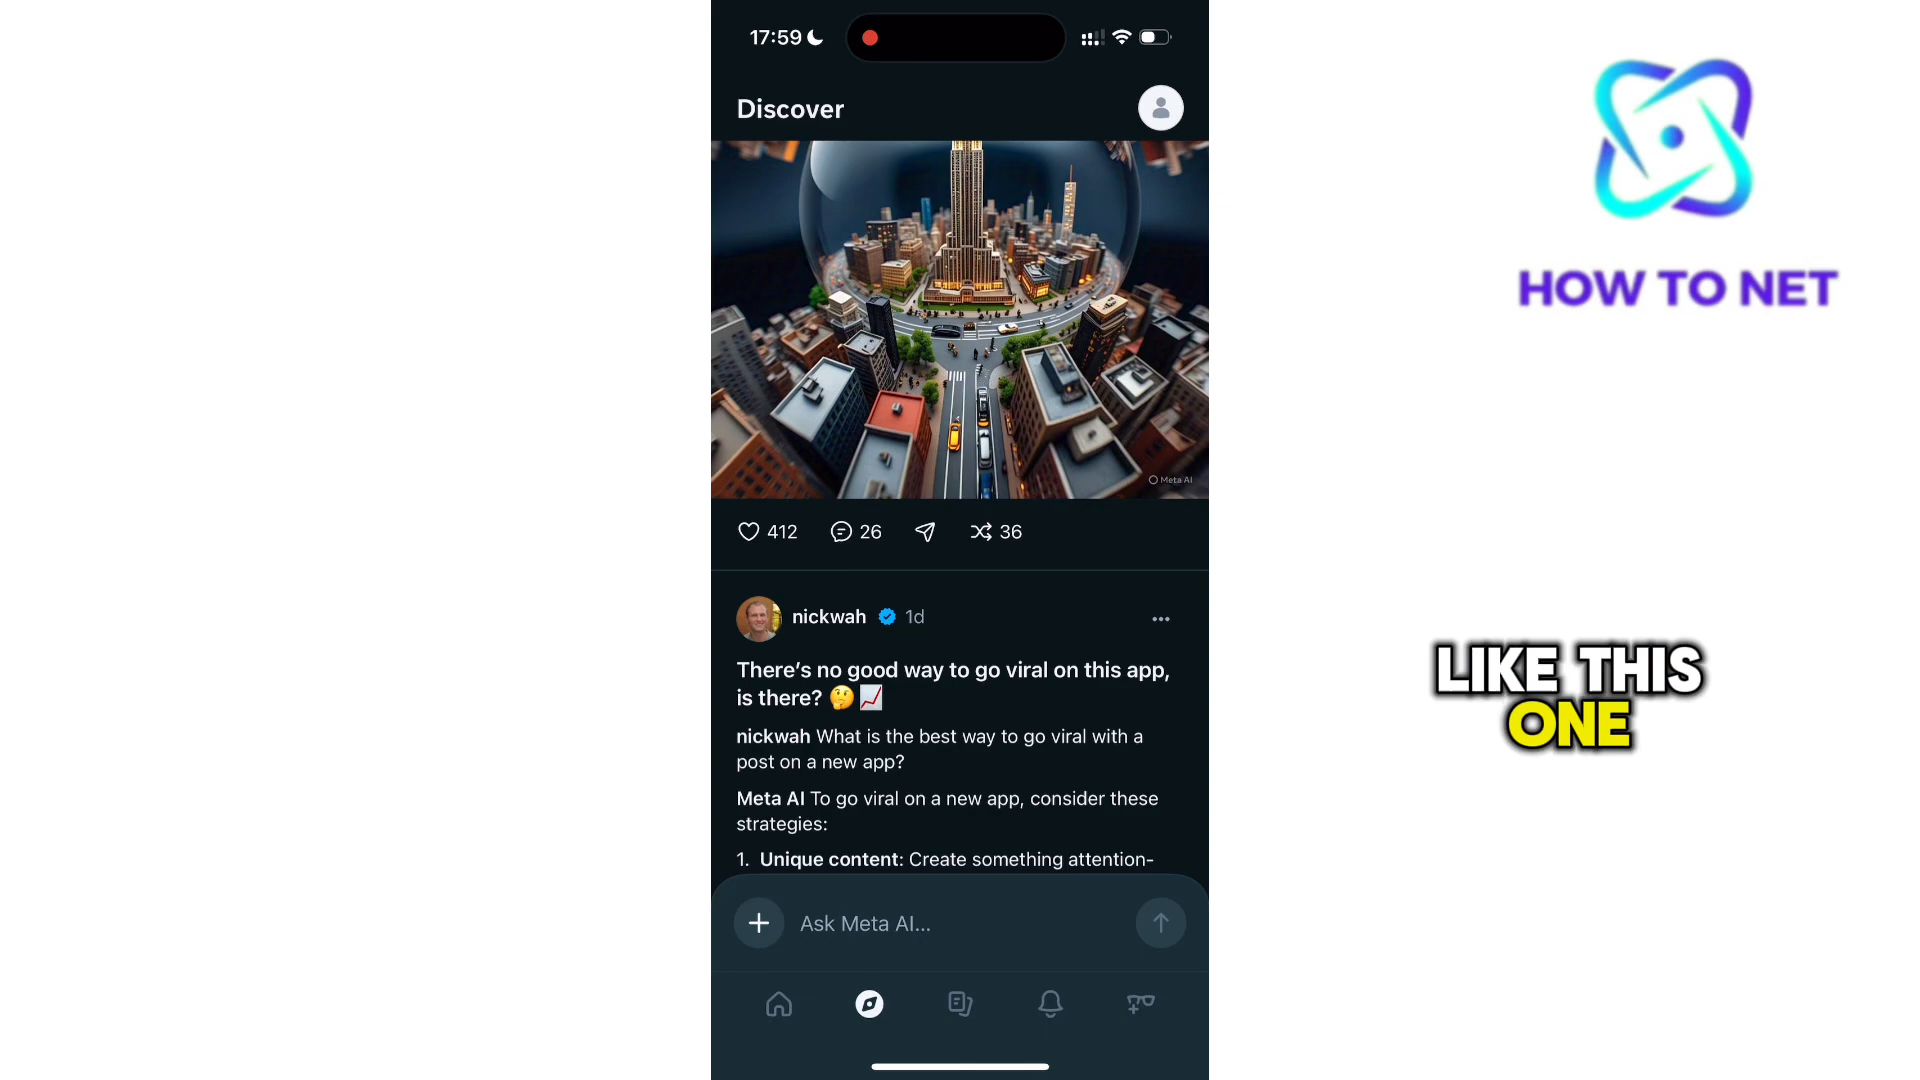 17:59
Discover
Meta AI
412
26
36
nickwah 1d
There's no good way to go viral on this app,
is there? 🤔📈
nickwah What is the best way to go viral with a
post on a new app?
Meta AI To go viral on a new app, consider these
strategies:
1. Unique content: Create something attention-
Ask Meta AI...
HOW TO NET
LIKE THIS
ONE